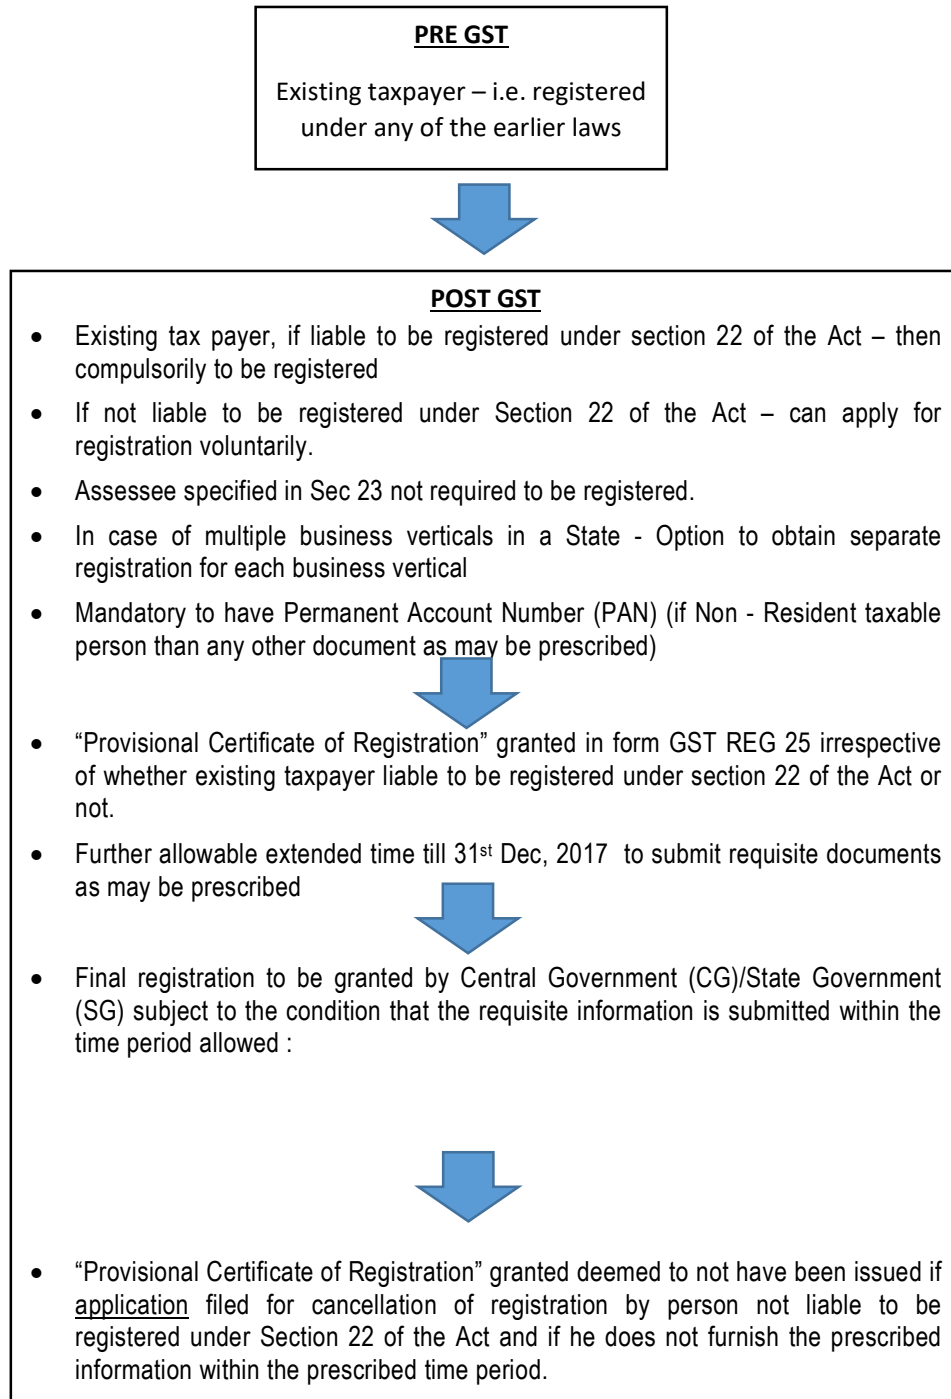 PRE GST
Existing taxpayer – i.e. registered
under any of the earlier laws
POST GST
• Existing tax payer, if liable to be registered under section 22 of the Act – then
compulsorily to be registered
• If not liable to be registered under Section 22 of the Act – can apply for
registration voluntarily.
• Assessee specified in Sec 23 not required to be registered.
• In case of multiple business verticals in a State - Option to obtain separate
registration for each business vertical
• Mandatory to have Permanent Account Number (PAN) (if Non - Resident taxable
person than any other document as may be prescribed)
• “Provisional Certificate of Registration” granted in form GST REG 25 irrespective
of whether existing taxpayer liable to be registered under section 22 of the Act or
not.
• Further allowable extended time till 31st Dec, 2017 to submit requisite documents
as may be prescribed
• Final registration to be granted by Central Government (CG)/State Government
(SG) subject to the condition that the requisite information is submitted within the
time period allowed :
• “Provisional Certificate of Registration” granted deemed to not have been issued if
application filed for cancellation of registration by person not liable to be
registered under Section 22 of the Act and if he does not furnish the prescribed
information within the prescribed time period.